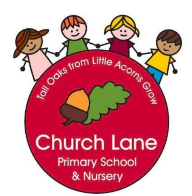 Tall Oaks from Little Acorns Grow
Church Lane
Primary School
& Nursery